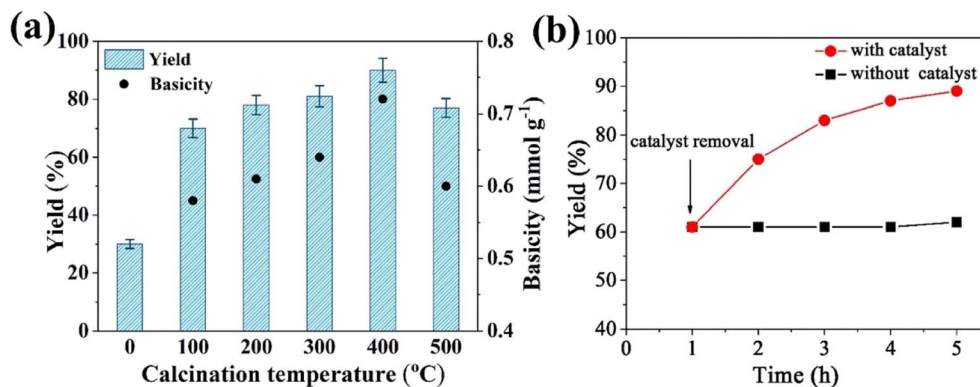 (a)
Yield
Basicity
Yield (%)
100
80
60
40
20
0
0.8
0.7
0.6
0.5
0.4
Basicity (mmol g⁻¹)
0 100 200 300 400 500
Calcination temperature (°C)
(b)
with catalyst
without catalyst
catalyst removal
Yield (%)
100
90
80
70
60
50
40
0 1 2 3 4 5
Time (h)